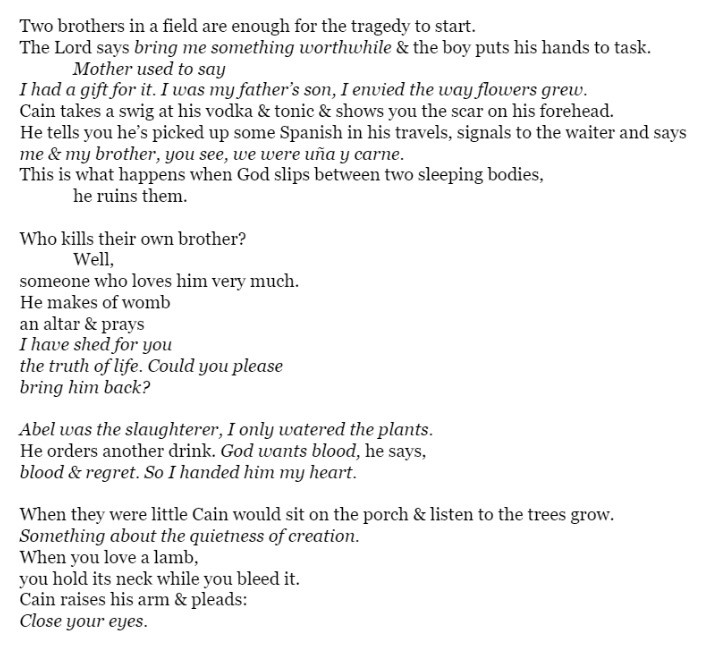 Two brothers in a field are enough for the tragedy to start.
The Lord says bring me something worthwhile & the boy puts his hands to task.
Mother used to say
I had a gift for it. I was my father's son, I envied the way flowers grew.
Cain takes a swig at his vodka & tonic & shows you the scar on his forehead.
He tells you he's picked up some Spanish in his travels, signals to the waiter and says
me & my brother, you see, we were uña y carne.
This is what happens when God slips between two sleeping bodies,
he ruins them.

Who kills their own brother?
Well,
someone who loves him very much.
He makes of womb
an altar & prays
I have shed for you
the truth of life. Could you please
bring him back?

Abel was the slaughterer, I only watered the plants.
He orders another drink. God wants blood, he says,
blood & regret. So I handed him my heart.

When they were little Cain would sit on the porch & listen to the trees grow.
Something about the quietness of creation.
When you love a lamb,
you hold its neck while you bleed it.
Cain raises his arm & pleads:
Close your eyes.